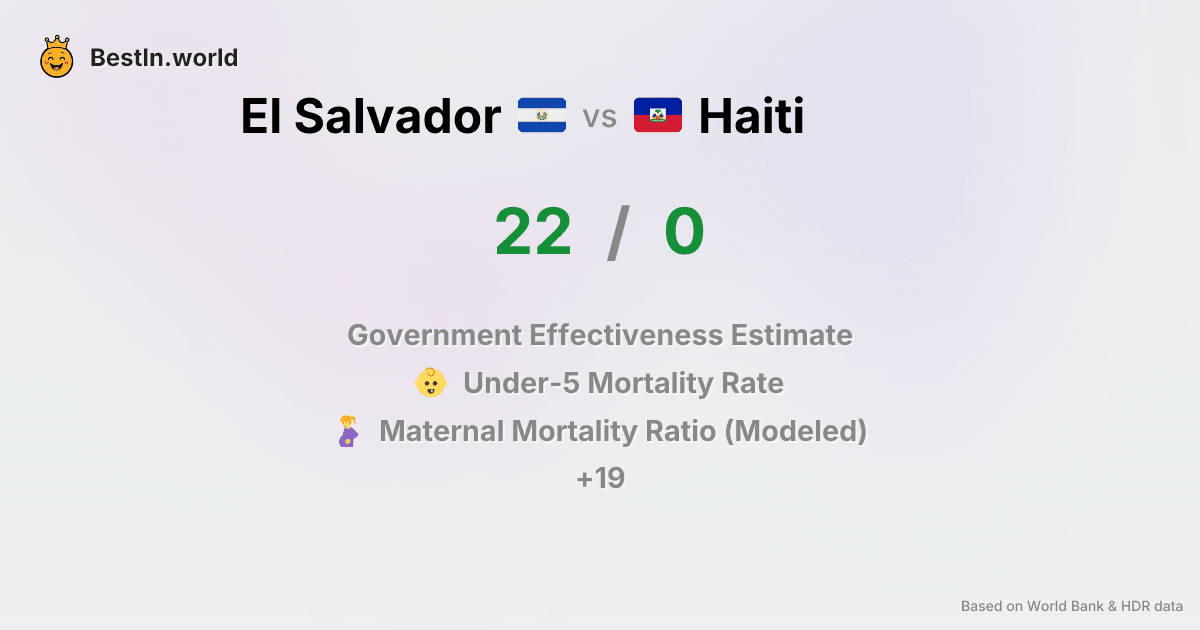 BestIn.world
El Salvador vs Haiti
22 / 0
Government Effectiveness Estimate
Under-5 Mortality Rate
Maternal Mortality Ratio (Modeled)
+19
Based on World Bank & HDR data